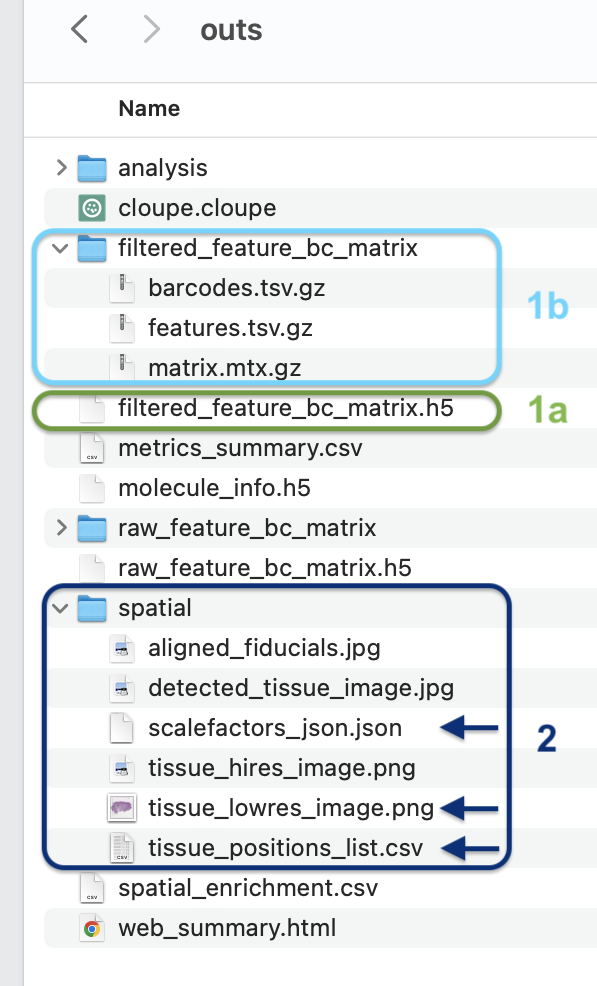 outs
Name
analysis
cloupe.cloupe
filtered_feature_bc_matrix
barcodes.tsv.gz
1b
features.tsv.gz
matrix.mtx.gz
filtered_feature_bc_matrix.h5
1a
metrics_summary.csv
CSV
molecule_info.h5
raw_feature_bc_matrix
raw_feature_bc_matrix.h5
spatial
aligned_fiducials.jpg
detected_tissue_image.jpg
scalefactors_json.json
2
tissue_hires_image.png
tissue_lowres_image.png
tissue_positions_list.csv
CSV
spatial_enrichment.csv
CSV
web_summary.html